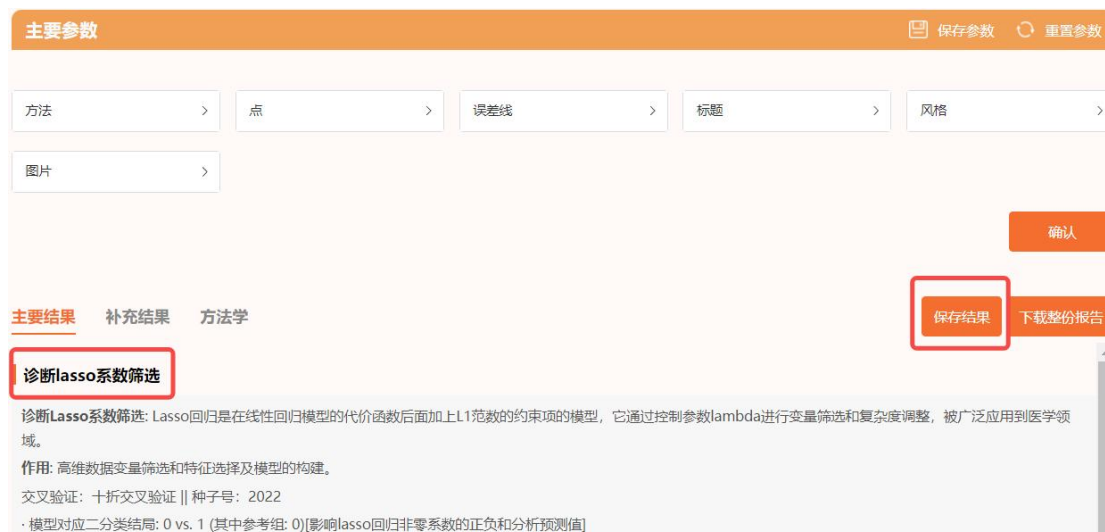 主要参数 保存参数 重置参数
方法 点 误差线 标题 风格
图片
确认
主要结果 补充结果 方法学 保存结果 下载整份报告
诊断lasso系数筛选
诊断Lasso系数筛选: Lasso回归是在线性回归模型的代价函数后面加上L1范数的约束项的模型，它通过控制参数lambda进行变量筛选和复杂度调整，被广泛应用到医学领
域。
作用: 高维数据变量筛选和特征选择及模型的构建。
交叉验证：十折交叉验证 || 种子号：2022
· 模型对应二分类结局: 0 vs. 1 (其中参考组: 0)[影响lasso回归非零系数的正负和分析预测值]